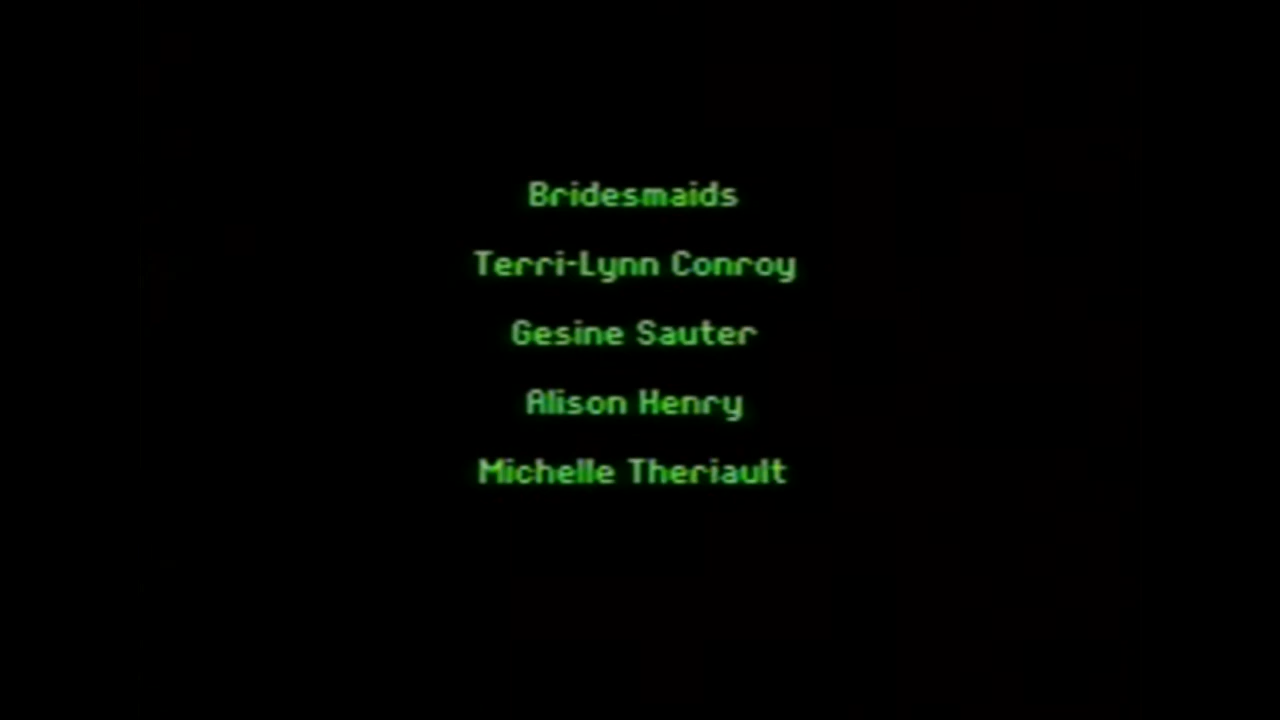 Bridesmaids
Terri-Lynn Conroy
Gesine Sauter
Alison Henry
Michelle Theriault